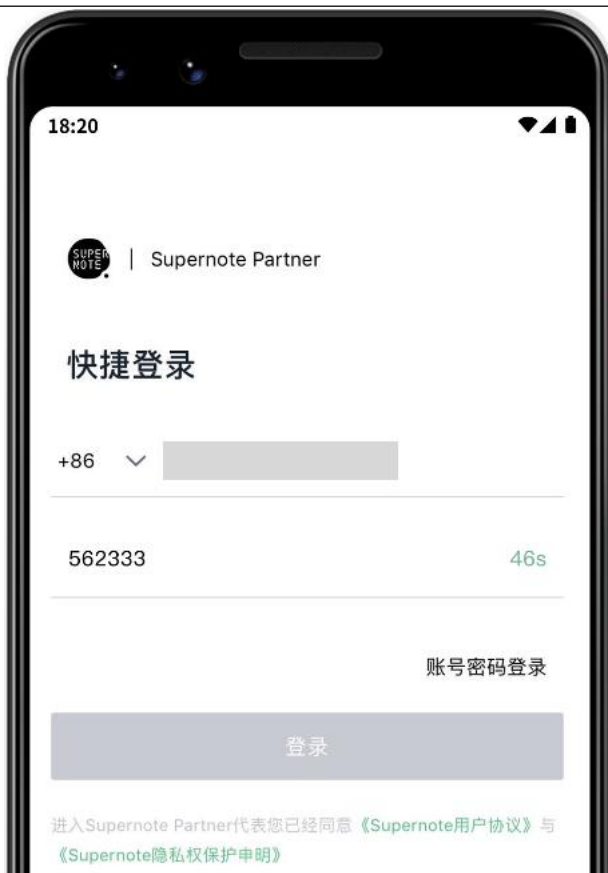 18:20
SUPER
NOTE
Supernote Partner
快捷登录
+86
562333 46s
账号密码登录
登录
进入Supernote Partner代表您已经同意《Supernote用户协议》与
《Supernote隐私权保护申明》